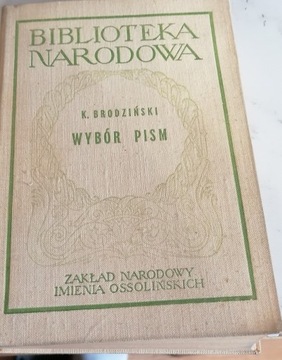 BIBLIOTEKA
NARODOWA
K. BRODZIŃSKI
WYBÓR PISM
ZAKŁAD NARODOWY
IMIENIA OSSOLIŃSKICH